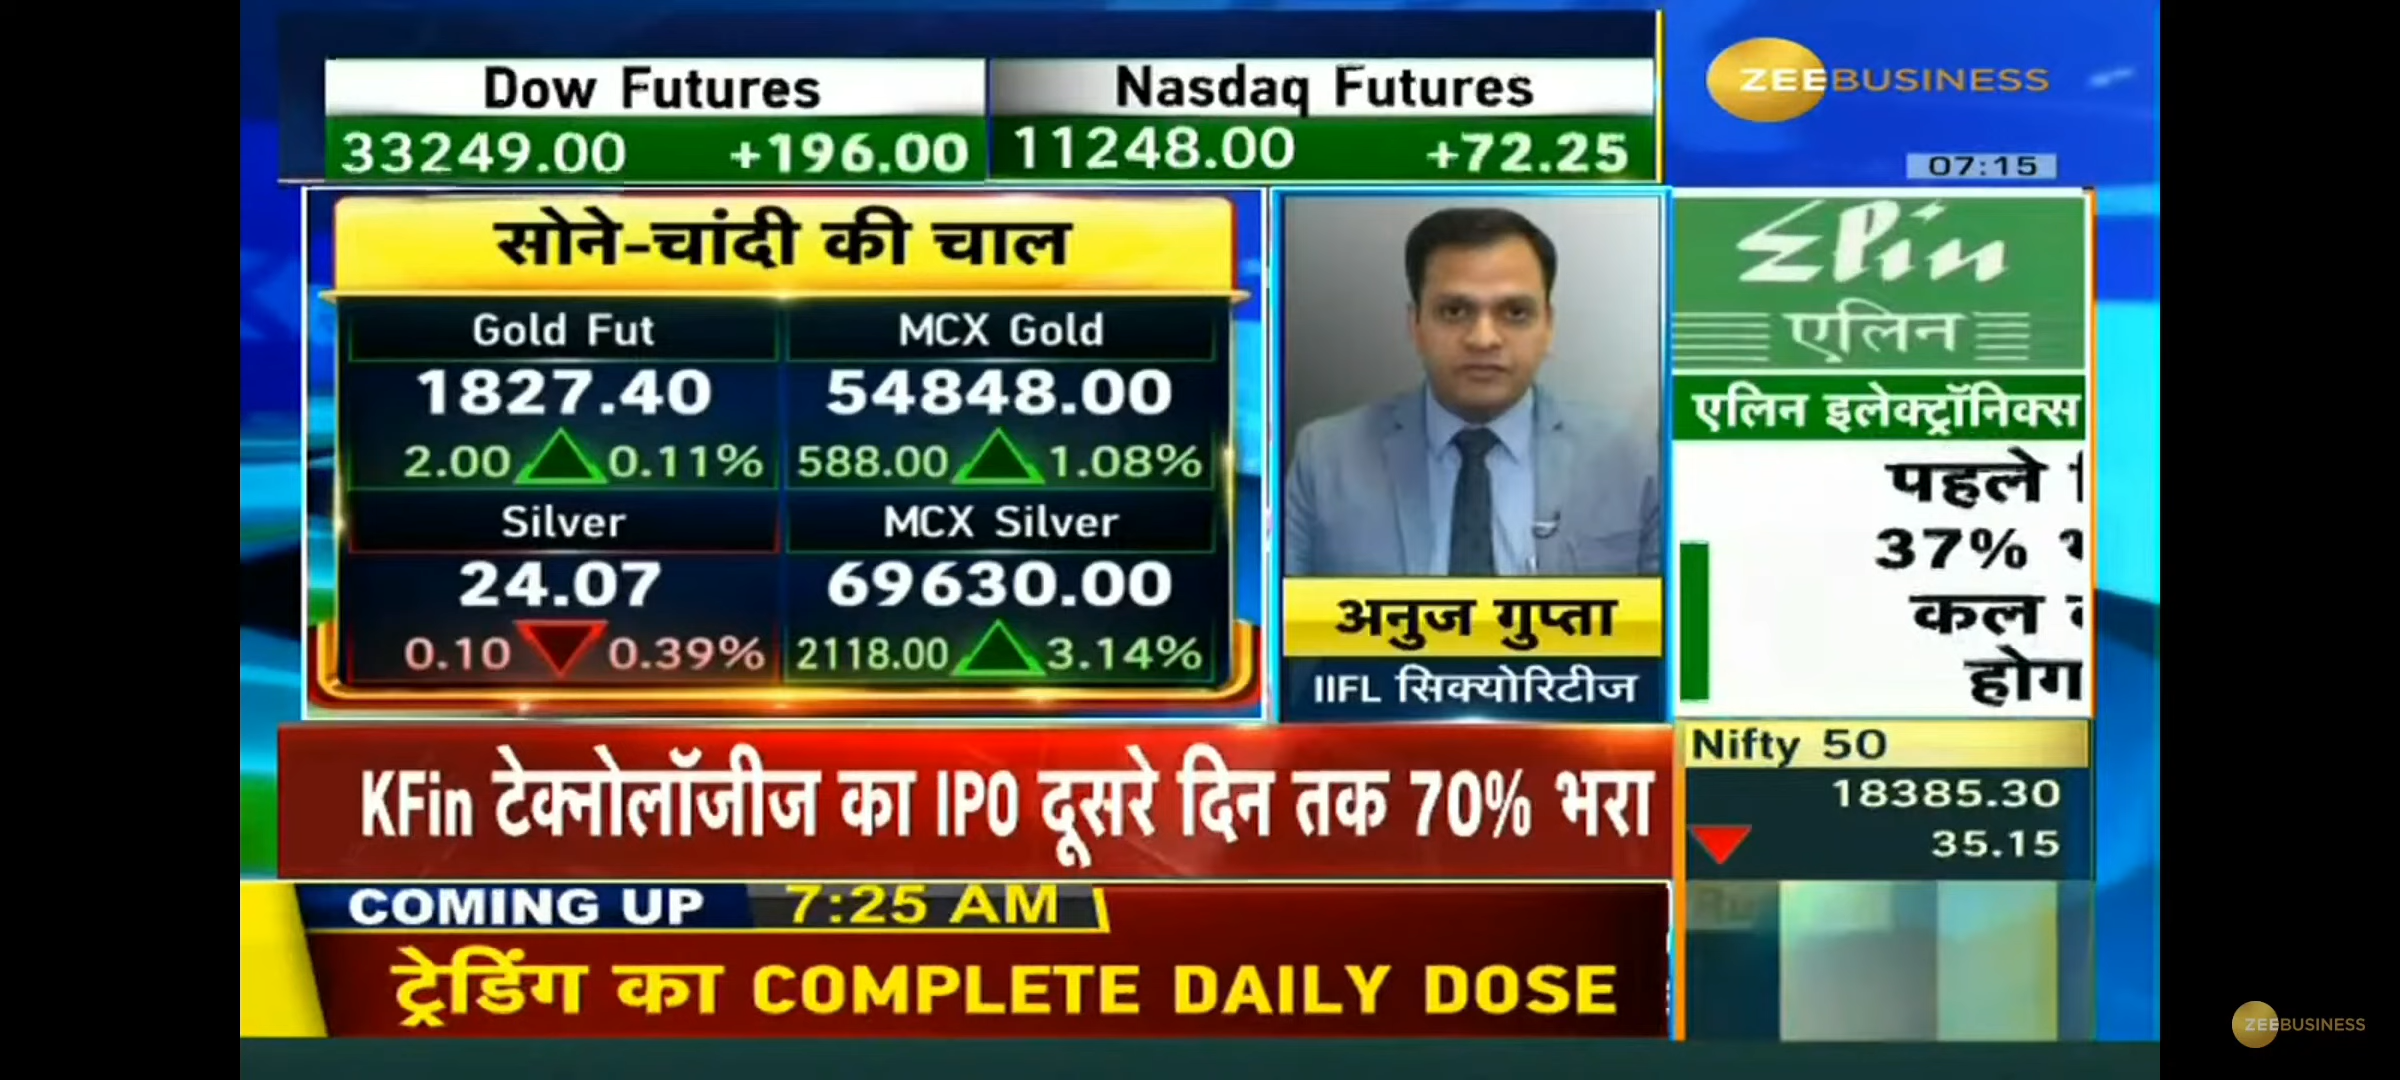 Dow Futures
33249.00 +196.00
Nasdaq Futures
11248.00 +72.25
ZEEBUSINESS
07:15
सोने-चांदी की चाल
Gold Fut
1827.40
2.00 0.11%
MCX Gold
54848.00
588.00 1.08%
Silver
24.07
0.10 0.39%
MCX Silver
69630.00
2118.00 3.14%
अनुज गुप्ता
IIFL सिक्योरिटीज
Elin
एलिन
एलिन इलेक्ट्रॉनिक्स
पहले
37%
कल
Nifty 50
18385.30
35.15
KFin टेक्नोलॉजीज का IPO दूसरे दिन तक 70% भरा
COMING UP 7:25 AM
ट्रेडिंग का COMPLETE DAILY DOSE
ZEEBUSINESS